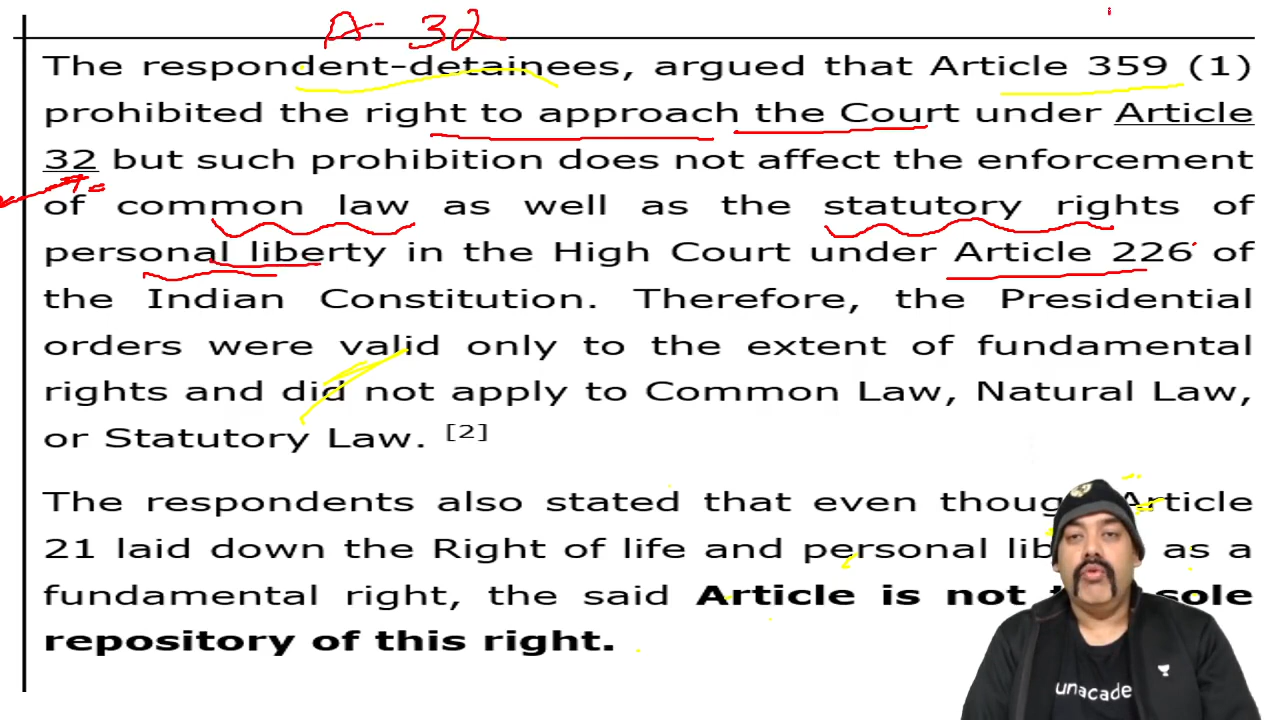 A- 32
The respondent-detainees, argued that Article 359 (1)
prohibited the right to approach the Court under Article
32 but such prohibition does not affect the enforcement
of common law as well as the statutory rights of
personal liberty in the High Court under Article 226 of
the Indian Constitution. Therefore, the Presidential
orders were valid only to the extent of fundamental
rights and did not apply to Common Law, Natural Law,
or Statutory Law. [2]
The respondents also stated that even though Article
21 laid down the Right of life and personal as a
fundamental right, the said Article is not sole
repository of this right.
unacade